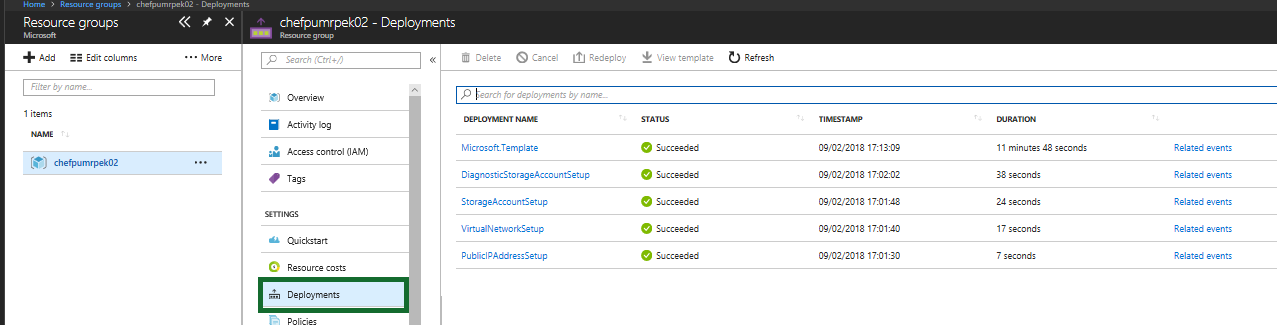 Home > Resource groups > chefpumrpek02 - Deployments
Resource groups
Microsoft
Add Edit columns ··· More
Filter by name...
1 items
NAME
chefpumrpek02 ···
chefpumrpek02 - Deployments
Resource group
Search (Ctrl+/)
Overview
Activity log
Access control (IAM)
Tags
SETTINGS
Quickstart
Resource costs
Deployments
Policies
Delete Cancel Redeploy View template Refresh
Search for deployments by name...
DEPLOYMENT NAME STATUS TIMESTAMP DURATION
Microsoft.Template Succeeded 09/02/2018 17:13:09 11 minutes 48 seconds Related events
DiagnosticStorageAccountSetup Succeeded 09/02/2018 17:02:02 38 seconds Related events
StorageAccountSetup Succeeded 09/02/2018 17:01:48 24 seconds Related events
VirtualNetworkSetup Succeeded 09/02/2018 17:01:40 17 seconds Related events
PublicIPAddressSetup Succeeded 09/02/2018 17:01:30 7 seconds Related events